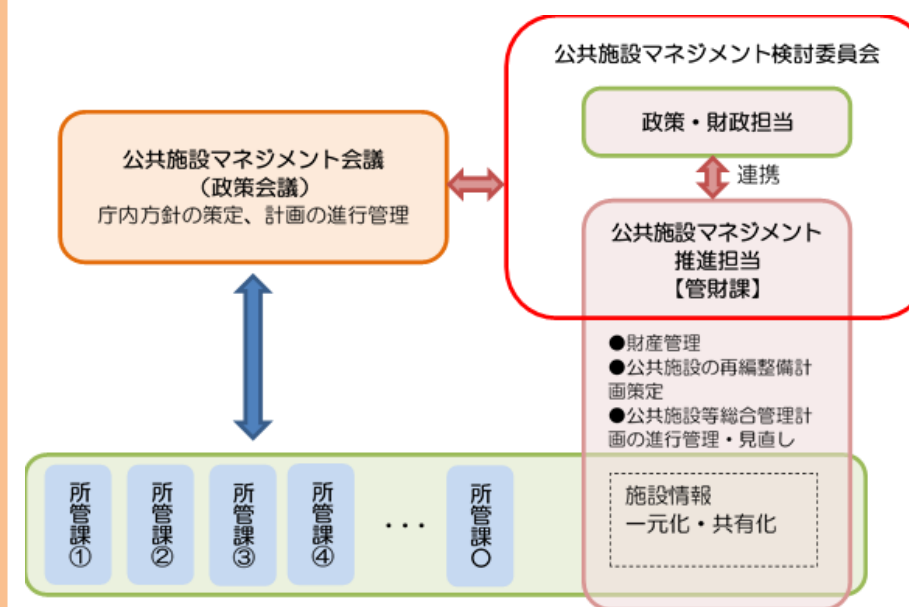 公共施設マネジメント検討委員会
政策・財政担当
連携
公共施設マネジメント会議
（政策会議）
庁内方針の策定、計画の進行管理
公共施設マネジメント
推進担当
【管財課】
●財産管理
●公共施設の再編整備計
画策定
●公共施設等総合管理計
画の進行管理・見直し
所管課①
所管課②
所管課③
所管課④
・・・
所管課〇
施設情報
一元化・共有化